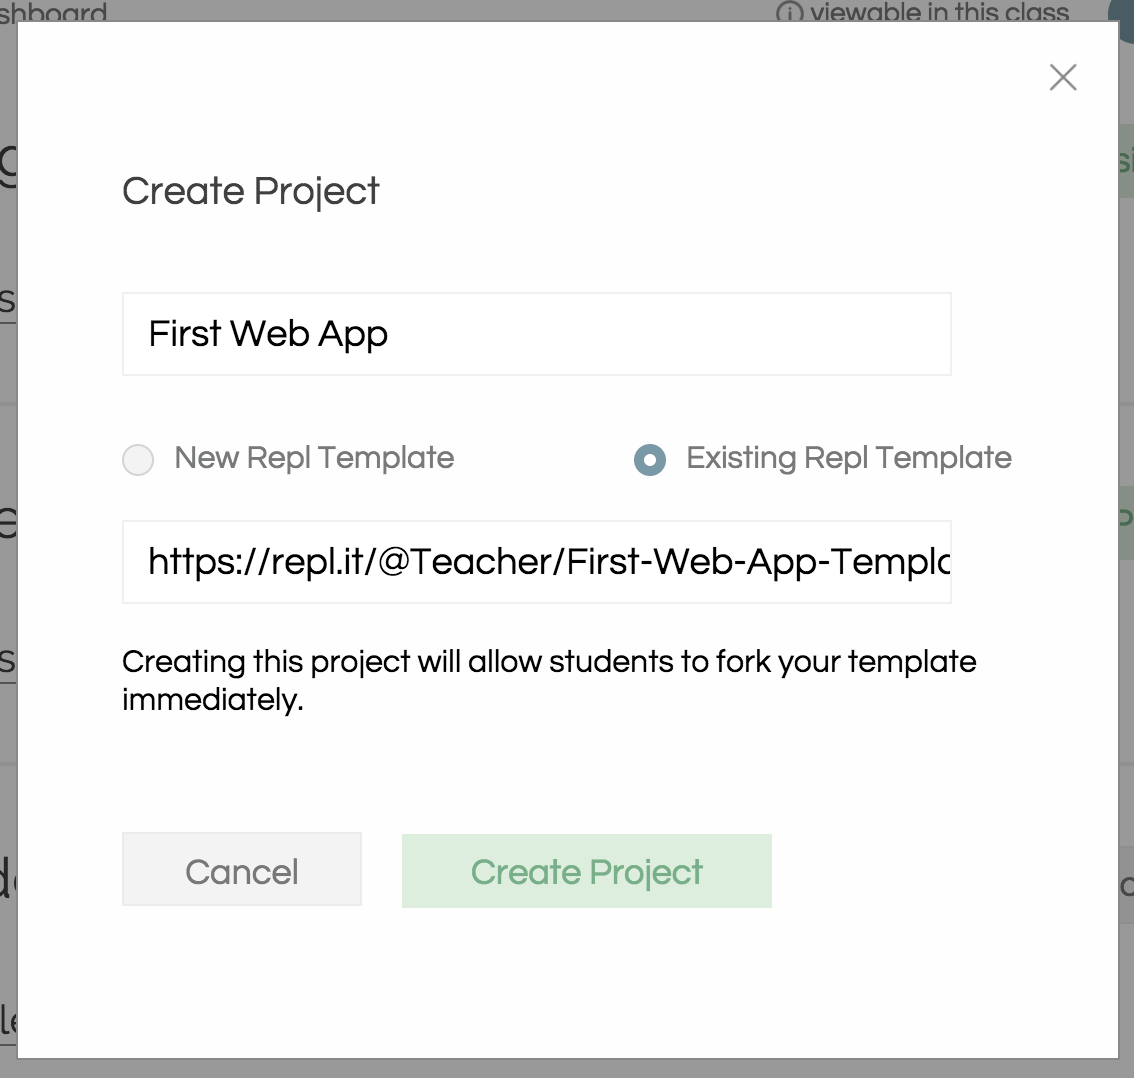 viewable in this class
Create Project
First Web App
New Repl Template
Existing Repl Template
https://repl.it/@Teacher/First-Web-App-Templa
Creating this project will allow students to fork your template
immediately.
Cancel
Create Project